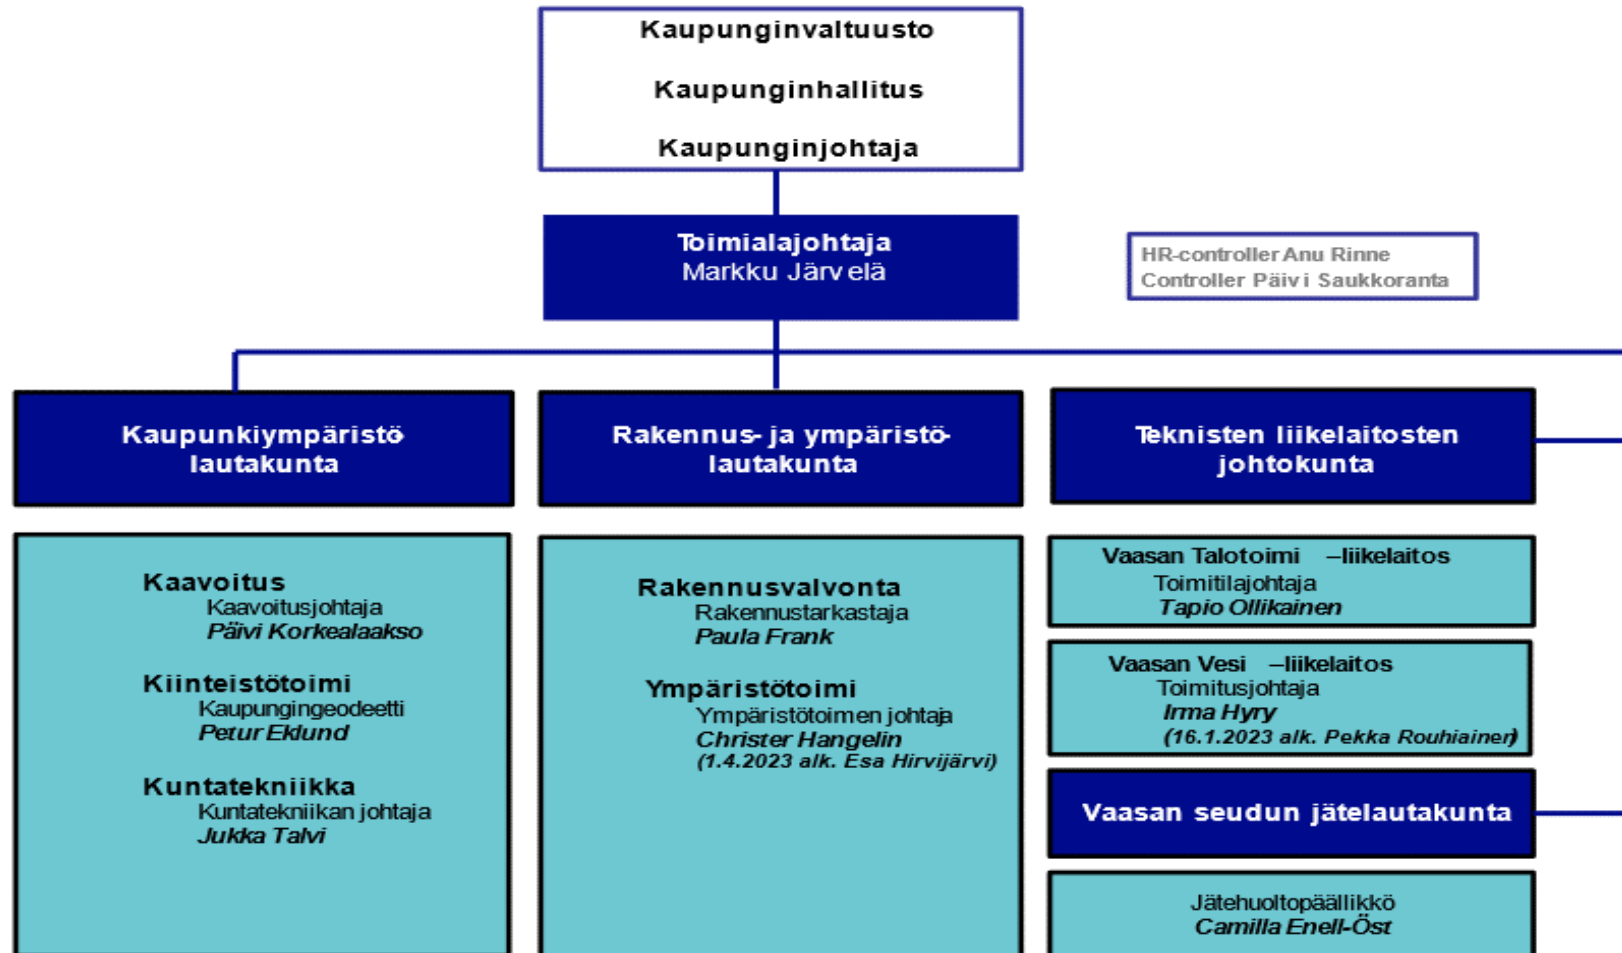 Kaupunginvaltuusto
Kaupunginhallitus
Kaupunginjohtaja
Toimialajohtaja
Markku Järvelä
HR-controller Anu Rinne
Controller Päivi Saukkoranta
Kaupunkiympäristö
lautakunta
Kaavoitus
Kaavoitusjohtaja
Päivi Korkealaakso
Kiinteistötoimi
Kaupungingeodeetti
Petur Eklund
Kuntatekniikka
Kuntatekniikan johtaja
Jukka Talvi
Rakennus- ja ympäristö-
lautakunta
Rakennusvalvonta
Rakennustarkastaja
Paula Frank
Ympäristötoimi
Ympäristötoimen johtaja
Christer Hangelin
(1.4.2023 alk. Esa Hirvijärvi)
Teknisten liikelaitosten
johtokunta
Vaasan Talotoimi –liikelaitos
Toimitilajohtaja
Tapio Ollikainen
Vaasan Vesi –liikelaitos
Toimitusjohtaja
Irma Hyry
(16.1.2023 alk. Pekka Rouhiainen)
Vaasan seudun jätelautakunta
Jätehuoltopäällikkö
Camilla Enell-Öst